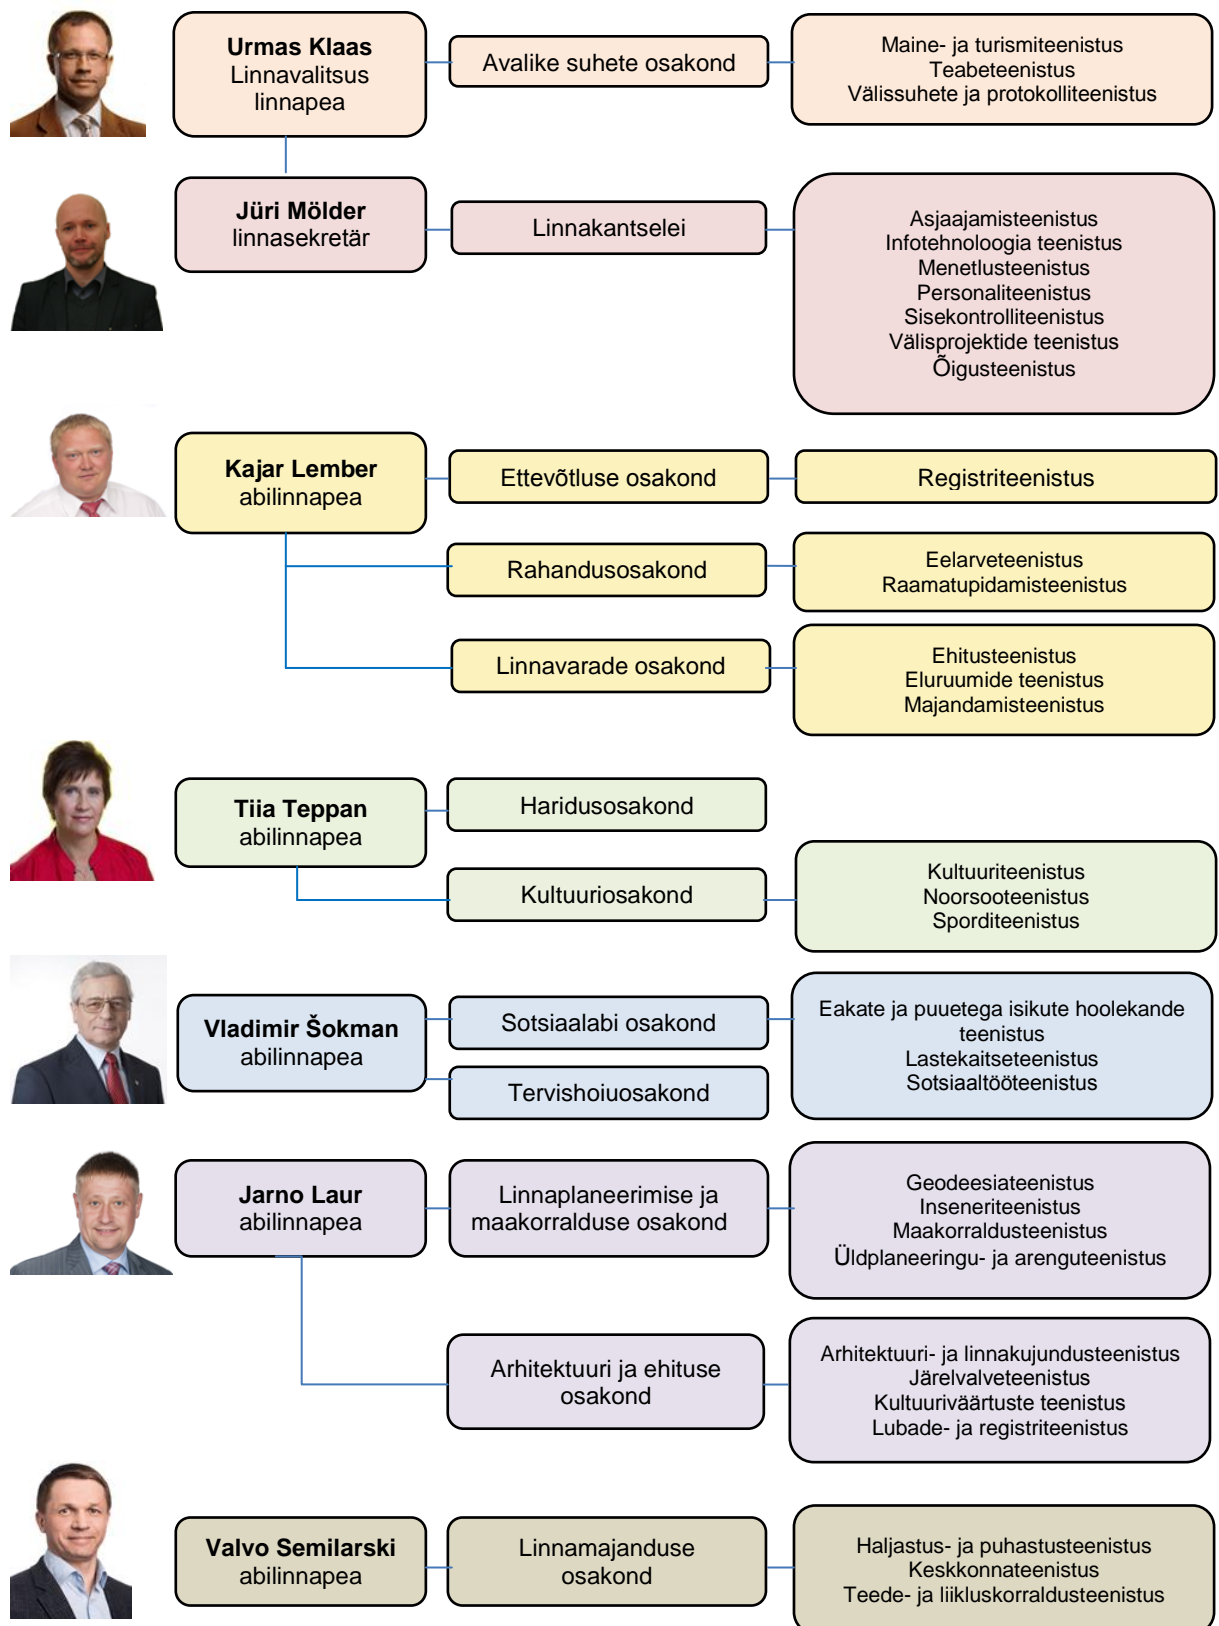 Urmas Klaas
Linnavalitsus
linnapea
Avalike suhete osakond
Maine- ja turismiteenistus
Teabeteenistus
Välissuhete ja protokolliteenistus
Jüri Mölder
linnasekretär
Linnakantselei
Asjaajamisteenistus
Infotehnoloogia teenistus
Menetlusteenistus
Personaliteenistus
Sisekontrolliteenistus
Välisprojektide teenistus
Õigusteenistus
Kajar Lember
abilinnapea
Ettevõtluse osakond
Registriteenistus
Rahandusosakond
Eelarveteenistus
Raamatupidamisteenistus
Linnavarade osakond
Ehitusteenistus
Eluruumide teenistus
Majandamisteenistus
Tiia Teppan
abilinnapea
Haridusosakond
Kultuuriosakond
Kultuuriteenistus
Noorsooteenistus
Sporditeenistus
Vladimir Šokman
abilinnapea
Sotsiaalabi osakond
Eakate ja puuetega isikute hoolekande
teenistus
Lastekaitseteenistus
Sotsiaaltööteenistus
Tervishoiuosakond
Jarno Laur
abilinnapea
Linnaplaneerimise ja
maakorralduse osakond
Geodeesiateenistus
Inseneriteenistus
Maakorraldusteenistus
Üldplaneeringu- ja arenguteenistus
Arhitektuuri ja ehituse
osakond
Arhitektuuri- ja linnakujundusteenistus
Järelvalveteenistus
Kultuuriväärtuste teenistus
Lubade- ja registriteenistus
Valvo Semilarski
abilinnapea
Linnamajanduse
osakond
Haljastus- ja puhastusteenistus
Keskkonnateenistus
Teede- ja liikluskorraldusteenistus